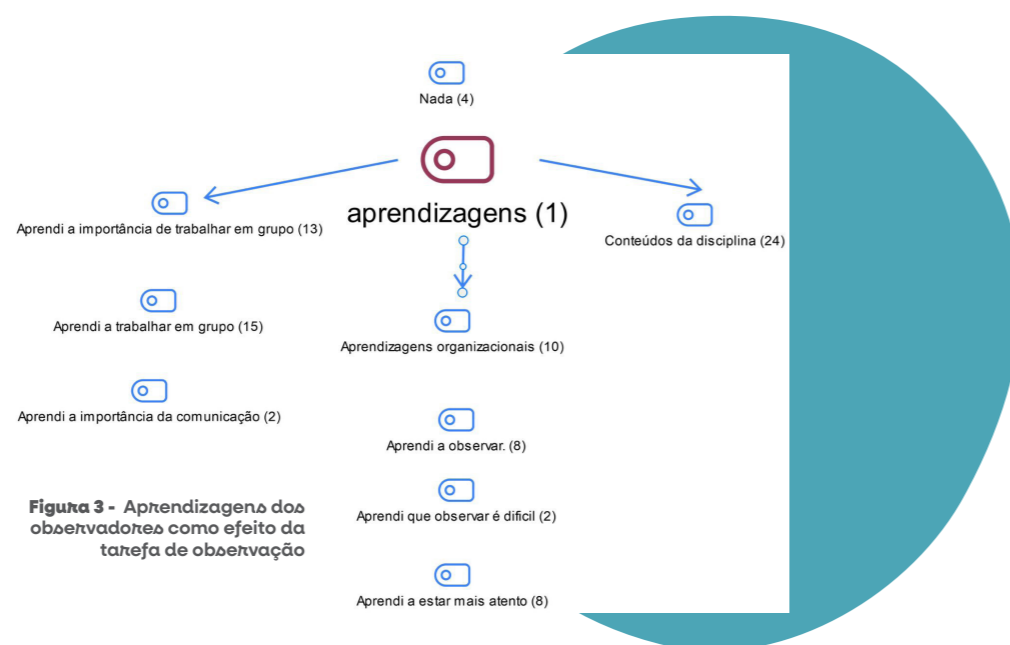 Nada (4)
aprendizagens (1)
Aprendi a importância de trabalhar em grupo (13)
Conteúdos da disciplina (24)
Aprendi a trabalhar em grupo (15)
Aprendizagens organizacionais (10)
Aprendi a importância da comunicação (2)
Aprendi a observar. (8)
Aprendi que observar é dificil (2)
Aprendi a estar mais atento (8)
Figura 3 - Aprendizagens dos
observadores como efeito da
tarefa de observação